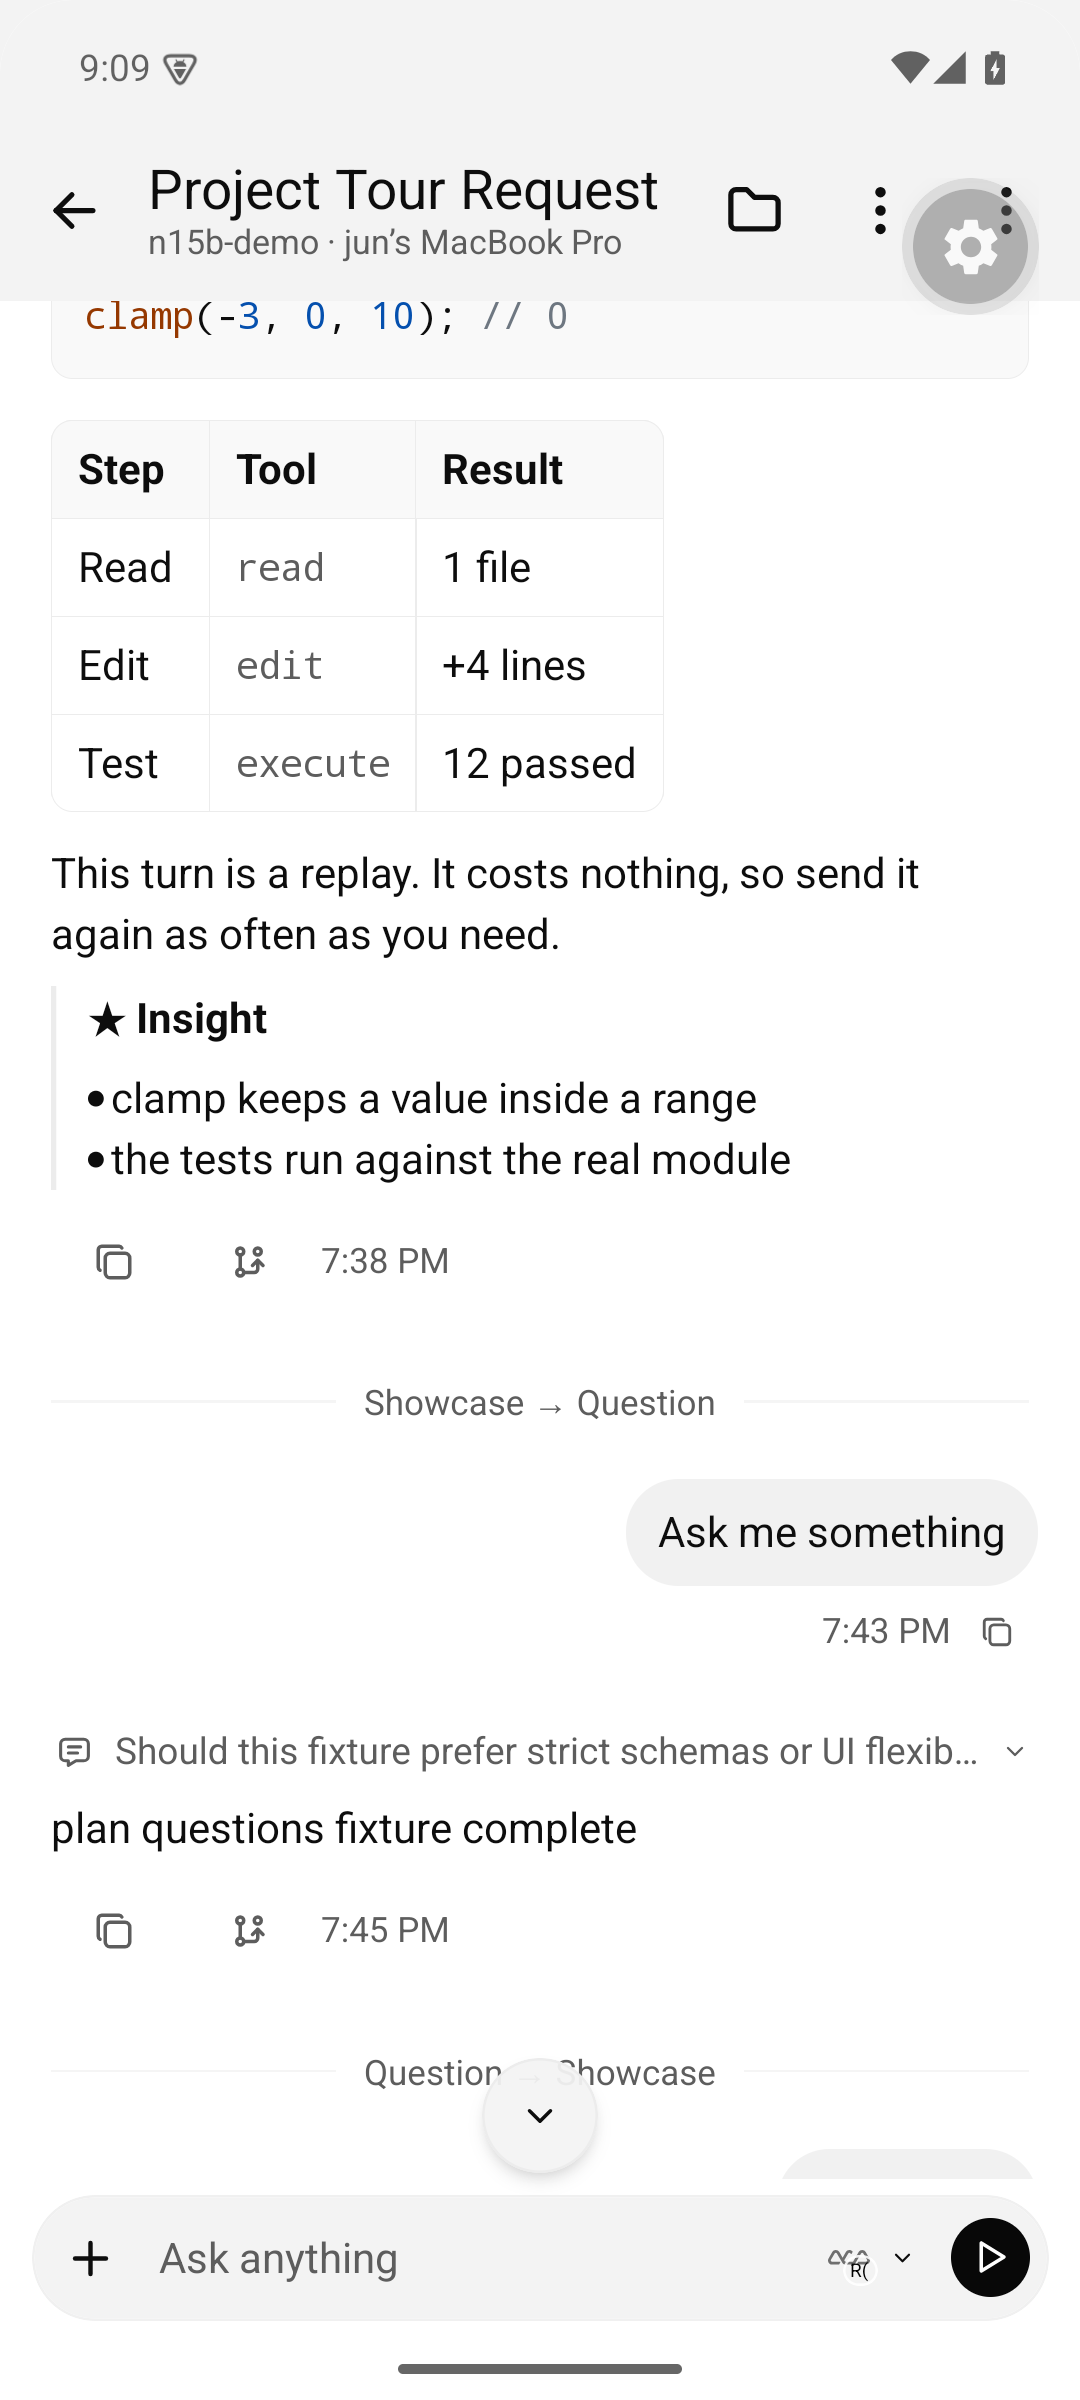 9:09
Project Tour Request
n15b-demo · jun’s MacBook Pro
clamp(-3, 0, 10); // 0
Step Tool Result
Read read 1 file
Edit edit +4 lines
Test execute 12 passed
This turn is a replay. It costs nothing, so send it
again as often as you need.
★ Insight
• clamp keeps a value inside a range
• the tests run against the real module
7:38 PM
Showcase → Question
Ask me something
7:43 PM
Should this fixture prefer strict schemas or UI flexib…
plan questions fixture complete
7:45 PM
Question → Showcase
Ask anything
R(